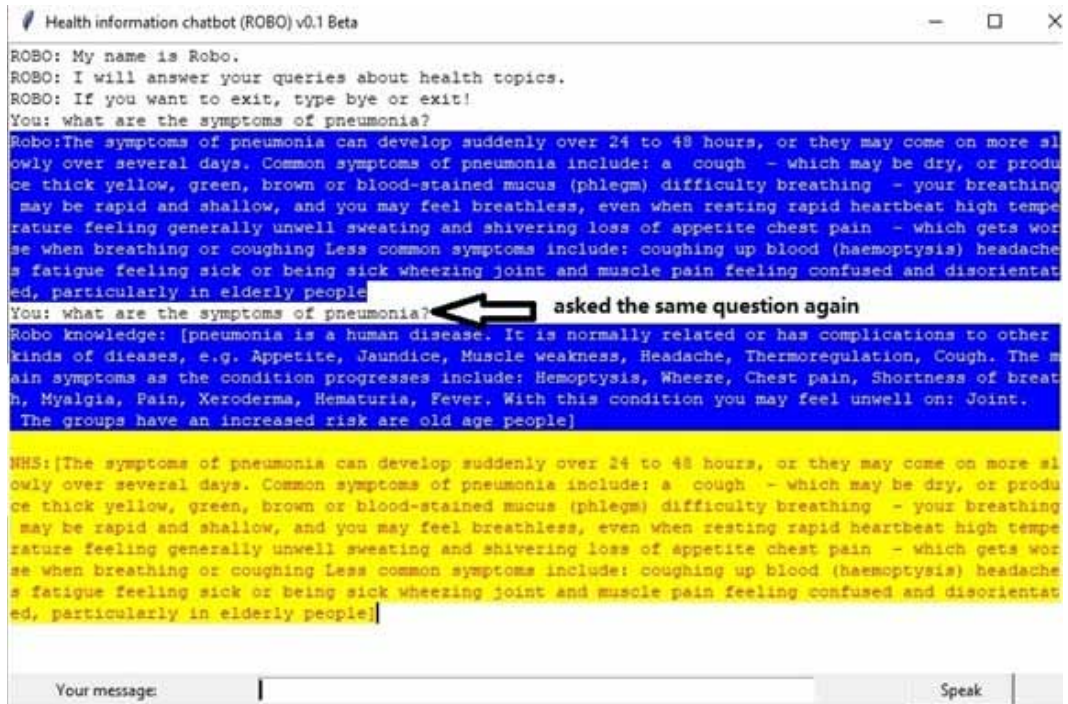 Health information chatbot (ROBO) v0.1 Beta
ROBO: My name is Robo.
ROBO: I will answer your queries about health topics.
ROBO: If you want to exit, type bye or exit!
You: what are the symptoms of pneumonia?
Robo:The symptoms of pneumonia can develop suddenly over 24 to 48 hours, or they may come on more sl
owly over several days. Common symptoms of pneumonia include: a  cough  - which may be dry, or produ
ce thick yellow, green, brown or blood-stained mucus (phlegm) difficulty breathing  - your breathing
may be rapid and shallow, and you may feel breathless, even when resting rapid heartbeat high tempe
rature feeling generally unwell sweating and shivering loss of appetite chest pain  - which gets wor
se when breathing or coughing Less common symptoms include: coughing up blood (haemoptysis) headache
s fatigue feeling sick or being sick wheezing joint and muscle pain feeling confused and disorientat
ed, particularly in elderly people
You: what are the symptoms of pneumonia? asked the same question again
Robo knowledge: [pneumonia is a human disease. It is normally related or has complications to other
kinds of dieases, e.g. Appetite, Jaundice, Muscle weakness, Headache, Thermoregulation, Cough. The m
ain symptoms as the condition progresses include: Hemoptysis, Wheeze, Chest pain, Shortness of breat
h, Myalgia, Pain, Xeroderma, Hematuria, Fever. With this condition you may feel unwell on: Joint.
The groups have an increased risk are old age people]
NHS:[The symptoms of pneumonia can develop suddenly over 24 to 48 hours, or they may come on more sl
owly over several days. Common symptoms of pneumonia include: a  cough  - which may be dry, or produ
ce thick yellow, green, brown or blood-stained mucus (phlegm) difficulty breathing  - your breathing
may be rapid and shallow, and you may feel breathless, even when resting rapid heartbeat high tempe
rature feeling generally unwell sweating and shivering loss of appetite chest pain  - which gets wor
se when breathing or coughing Less common symptoms include: coughing up blood (haemoptysis) headache
s fatigue feeling sick or being sick wheezing joint and muscle pain feeling confused and disorientat
ed, particularly in elderly people]
Your message: Speak